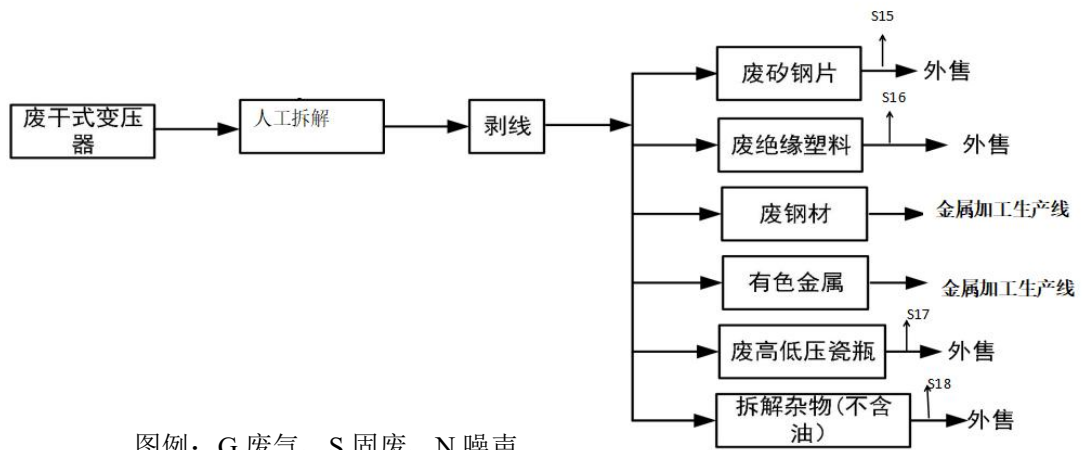 S15
废矽钢片
外售
S16
废干式变压
器
人工拆解
剥线
废绝缘塑料
外售
废钢材
金属加工生产线
有色金属
金属加工生产线
S17
废高低压瓷瓶
外售
S18
拆解杂物(不含
油)
外售
图例：G 废气 S 固废 N 噪声